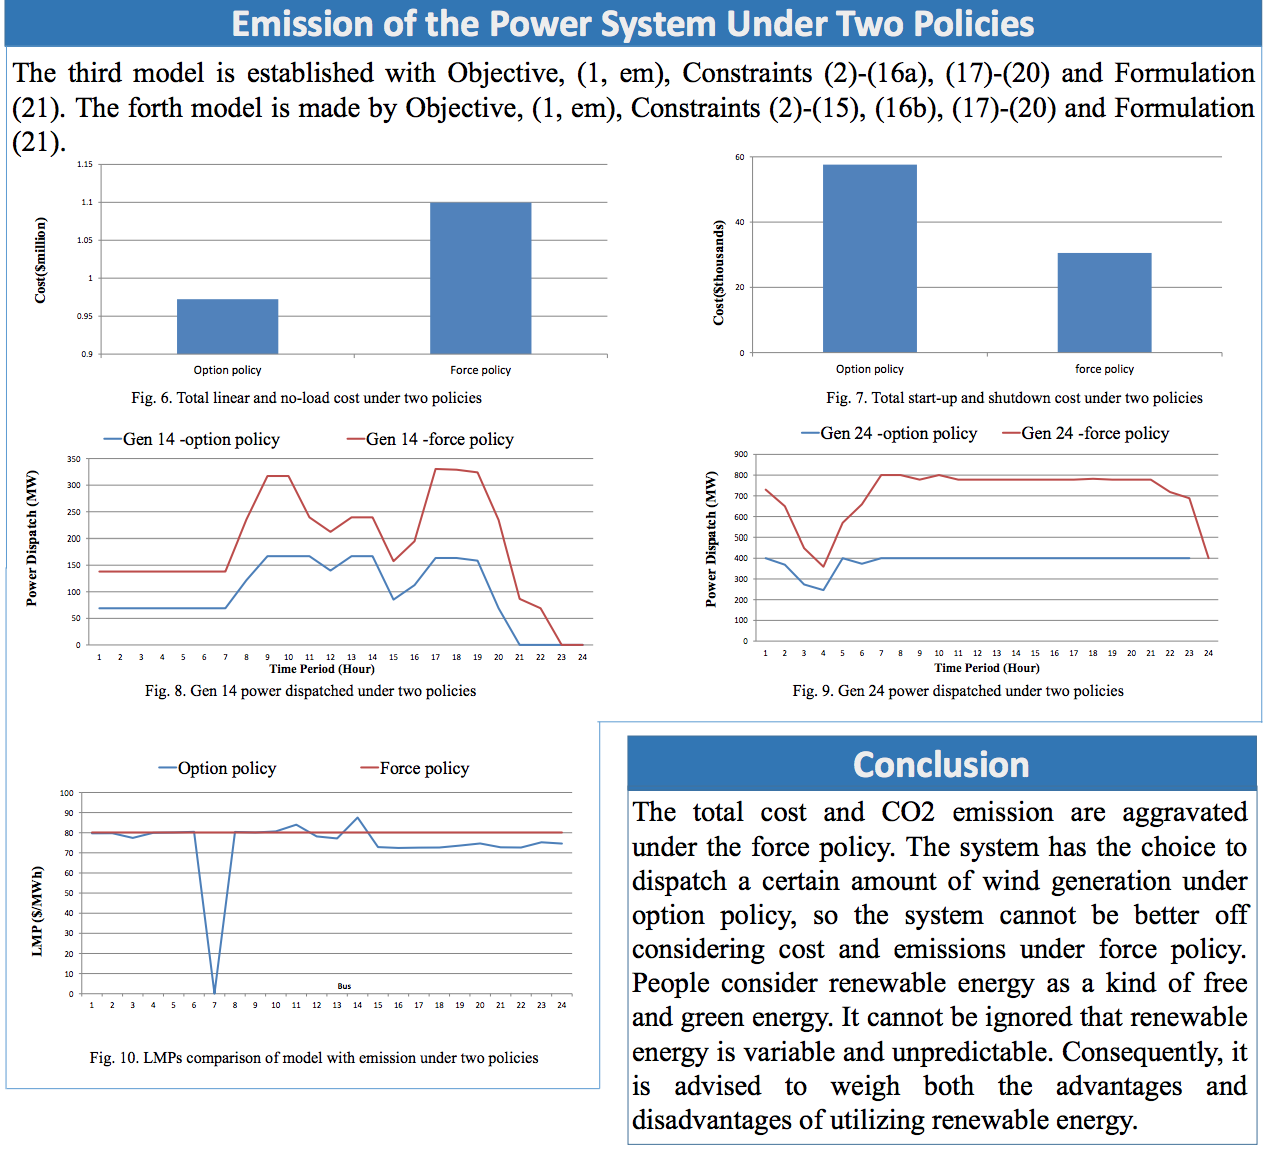 Emission of the Power System Under Two Policies
The third model is established with Objective, (1, em), Constraints (2)-(16a), (17)-(20) and Formulation
(21). The forth model is made by Objective, (1, em), Constraints (2)-(15), (16b), (17)-(20) and Formulation
(21).
1.15
1.1
1.05
1
0.95
0.9
Cost($million)
Option policy
Force policy
Fig. 6. Total linear and no-load cost under two policies
60
40
20
0
Cost($thousands)
Option policy
force policy
Fig. 7. Total start-up and shutdown cost under two policies
Gen 14 -option policy
Gen 14 -force policy
350
300
250
200
150
100
50
0
Power Dispatch (MW)
1 2 3 4 5 6 7 8 9 10 11 12 13 14 15 16 17 18 19 20 21 22 23 24
Time Period (Hour)
Fig. 8. Gen 14 power dispatched under two policies
Gen 24 -option policy
Gen 24 -force policy
900
800
700
600
500
400
300
200
100
0
Power Dispatch (MW)
1 2 3 4 5 6 7 8 9 10 11 12 13 14 15 16 17 18 19 20 21 22 23 24
Time Period (Hour)
Fig. 9. Gen 24 power dispatched under two policies
Option policy
Force policy
100
90
80
70
60
50
40
30
20
10
0
LMP ($/MWh)
Bus
1 2 3 4 5 6 7 8 9 10 11 12 13 14 15 16 17 18 19 20 21 22 23 24
Fig. 10. LMPs comparison of model with emission under two policies
Conclusion
The total cost and CO2 emission are aggravated
under the force policy. The system has the choice to
dispatch a certain amount of wind generation under
option policy, so the system cannot be better off
considering cost and emissions under force policy.
People consider renewable energy as a kind of free
and green energy. It cannot be ignored that renewable
energy is variable and unpredictable. Consequently, it
is advised to weigh both the advantages and
disadvantages of utilizing renewable energy.